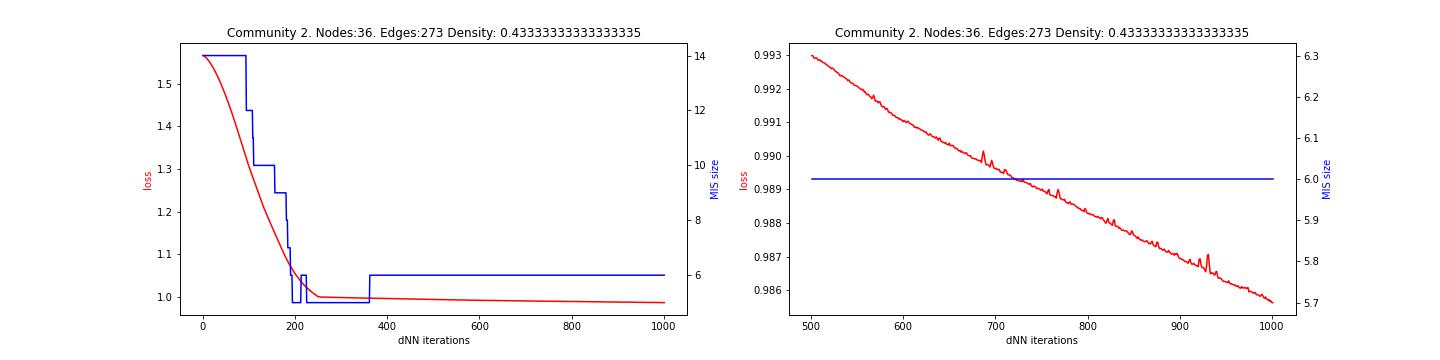 Community 2. Nodes:36. Edges:273 Density: 0.43333333333333335
1.5
1.4
1.3
1.2
1.1
1.0
loss
14
12
10
8
6
MIS size
0 200 400 600 800 1000
dNN iterations
Community 2. Nodes:36. Edges:273 Density: 0.43333333333333335
0.993
0.992
0.991
0.990
0.989
0.988
0.987
0.986
loss
6.3
6.2
6.1
6.0
5.9
5.8
5.7
MIS size
500 600 700 800 900 1000
dNN iterations